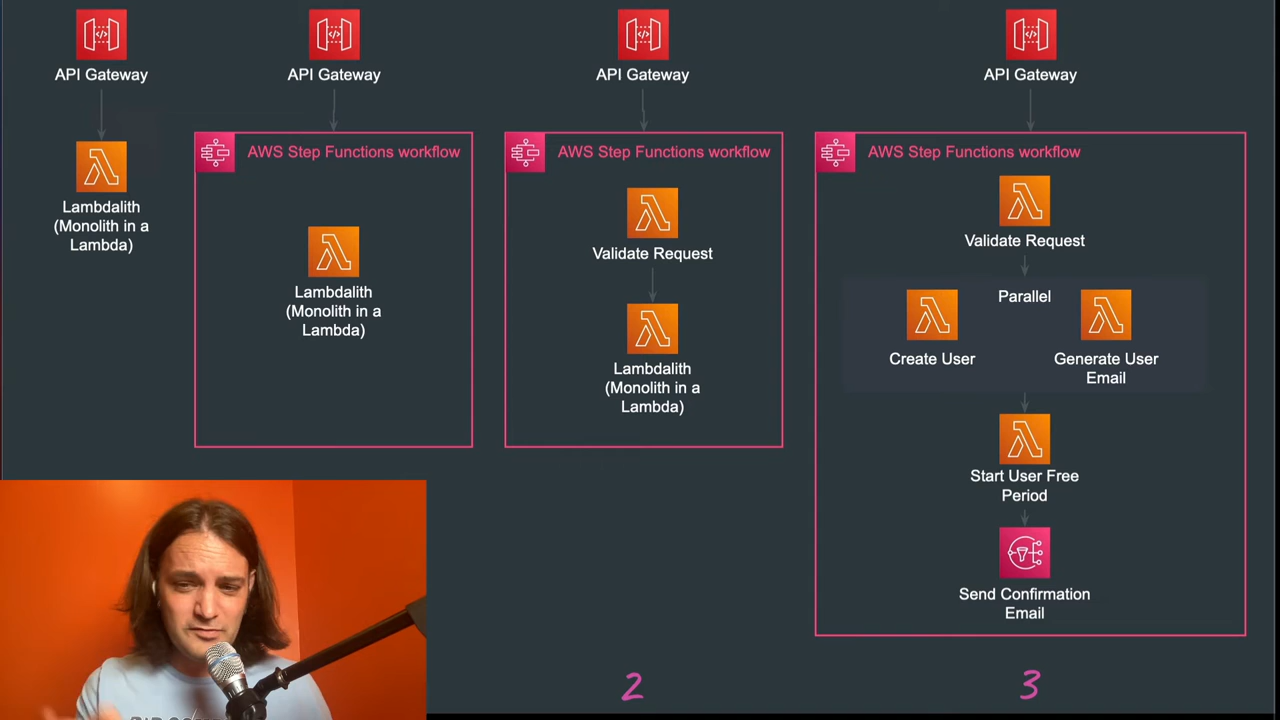 API Gateway
Lambdalith
(Monolith in a
Lambda)
API Gateway
AWS Step Functions workflow
Lambdalith
(Monolith in a
Lambda)
API Gateway
AWS Step Functions workflow
Validate Request
Lambdalith
(Monolith in a
Lambda)
2
API Gateway
AWS Step Functions workflow
Validate Request
Parallel
Create User
Generate User
Email
Start User Free
Period
Send Confirmation
Email
3